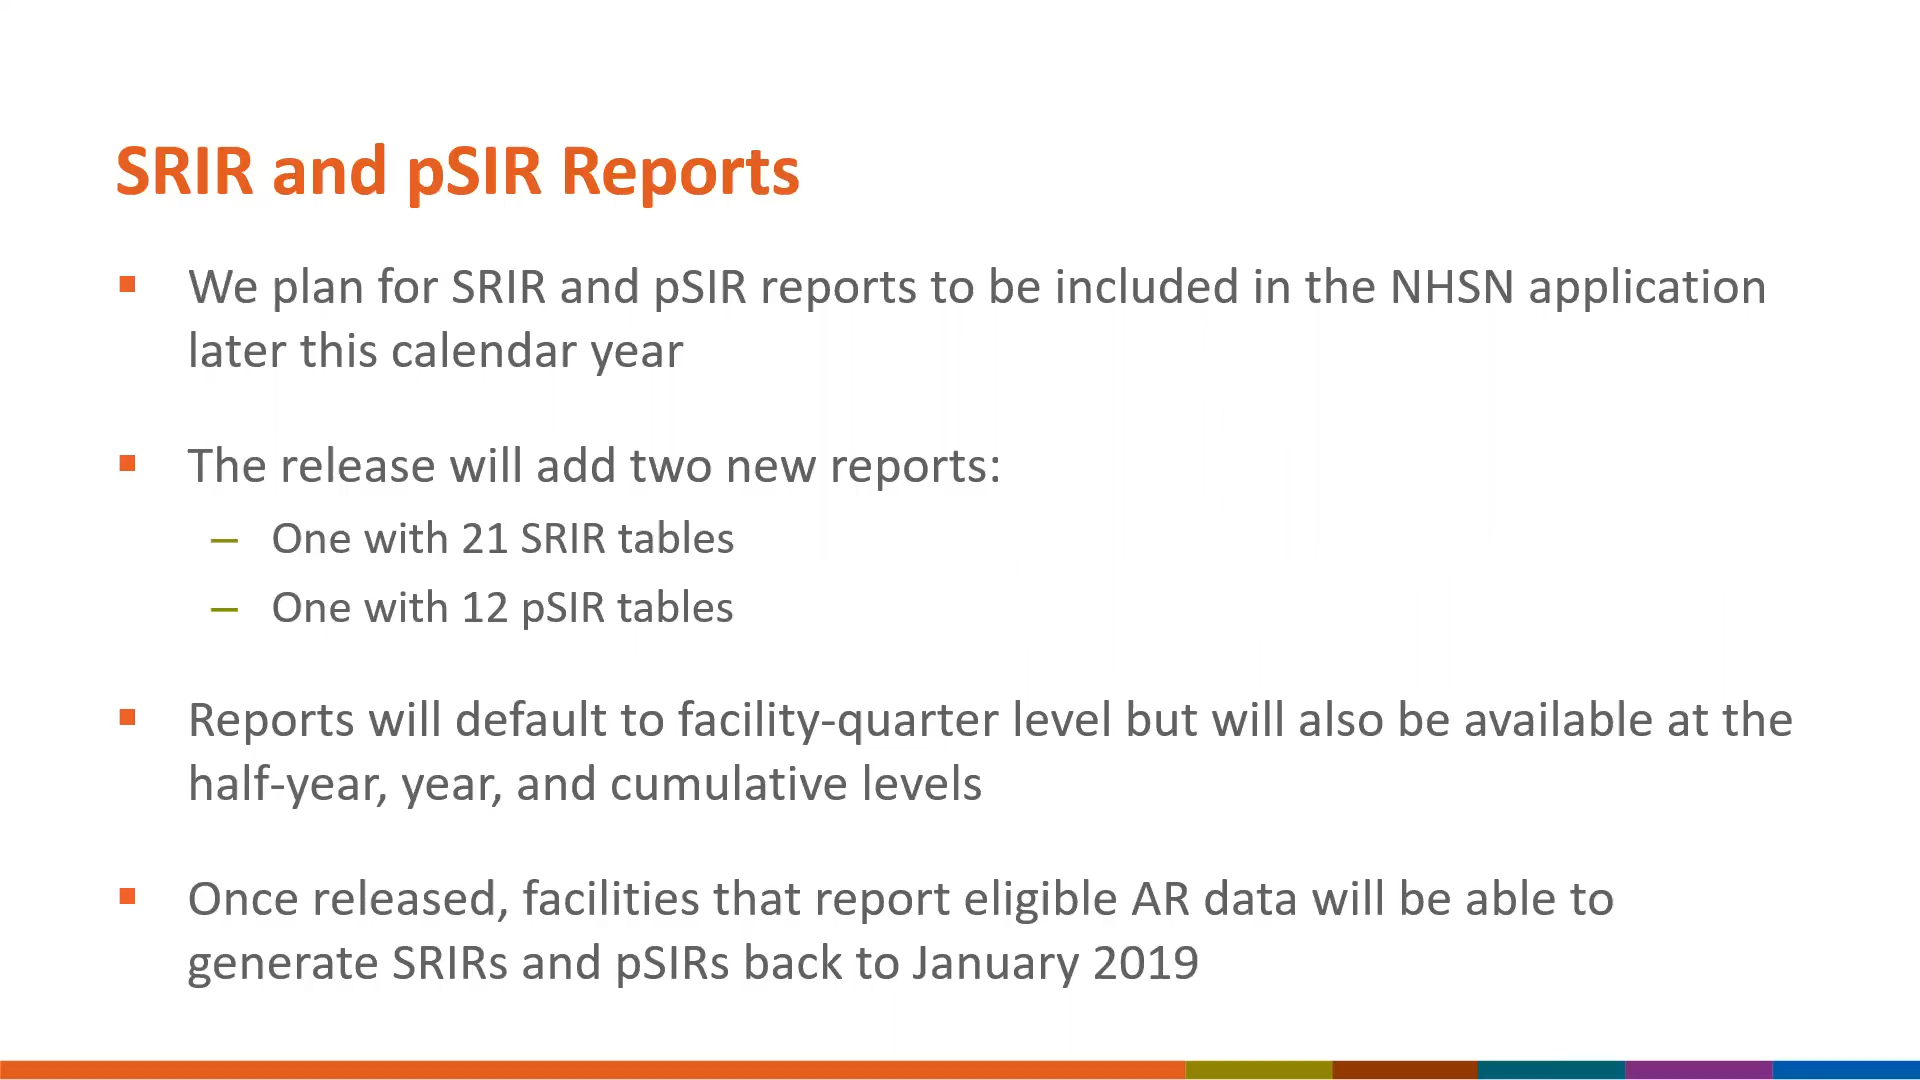 SRIR and pSIR Reports
▪ We plan for SRIR and pSIR reports to be included in the NHSN application
later this calendar year
▪ The release will add two new reports:
– One with 21 SRIR tables
– One with 12 pSIR tables
▪ Reports will default to facility-quarter level but will also be available at the
half-year, year, and cumulative levels
▪ Once released, facilities that report eligible AR data will be able to
generate SRIRs and pSIRs back to January 2019